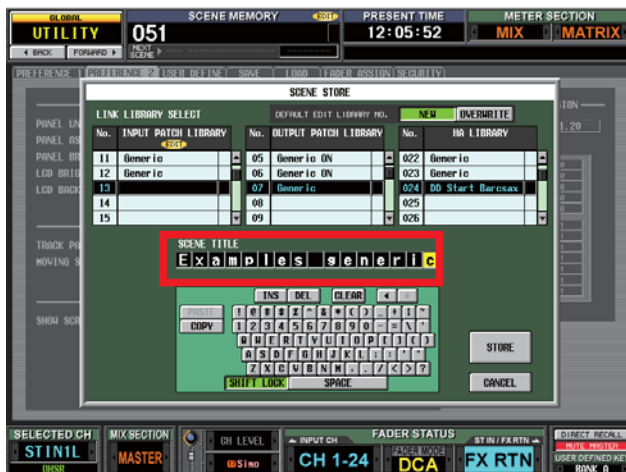 GLOBAL
UTILITY
BACK
FORWARD
SCENE MEMORY
EDIT
051
NEXT SCENE
PRESENT TIME
12:05:52
METER SECTION
MIX
MATRIX
PREFERENCE 1
PREFERENCE 2
USER DEFINE
SAVE
LOAD
FADER ASSIGN
SECURITY
SCENE STORE
LINK LIBRARY SELECT
DEFAULT EDIT LIBRARY NO.
NEW
OVERWRITE
No. INPUT PATCH LIBRARY
No. OUTPUT PATCH LIBRARY
No. HA LIBRARY
EDIT
11 Generic
05 Generic ON
022 Generic
12 Generic
06 Generic ON
023 Generic
13
07 Generic
024 DD Start Barcsax
14
08
025
15
09
026
1.20
SCENE TITLE
Examples generic
INS
DEL
CLEAR
PASTE
COPY
1 2 3 4 5 6 7 8 9 0 - = \
Q W E R T Y U I O P [ ] { }
A S D F G H J K L ; :
Z X C V B N M , . / < > ?
SHIFT LOCK
SPACE
STORE
CANCEL
SELECTED CH
STIN1L
MIX SECTION
MASTER
CH LEVEL
INPUT CH
CH 1-24
FADER STATUS
FADER MODE
DCA
ST IN / FX RTN
FX RTN
DIRECT RECALL
MUTE MASTER
USER DEFINED KEY
BANK A